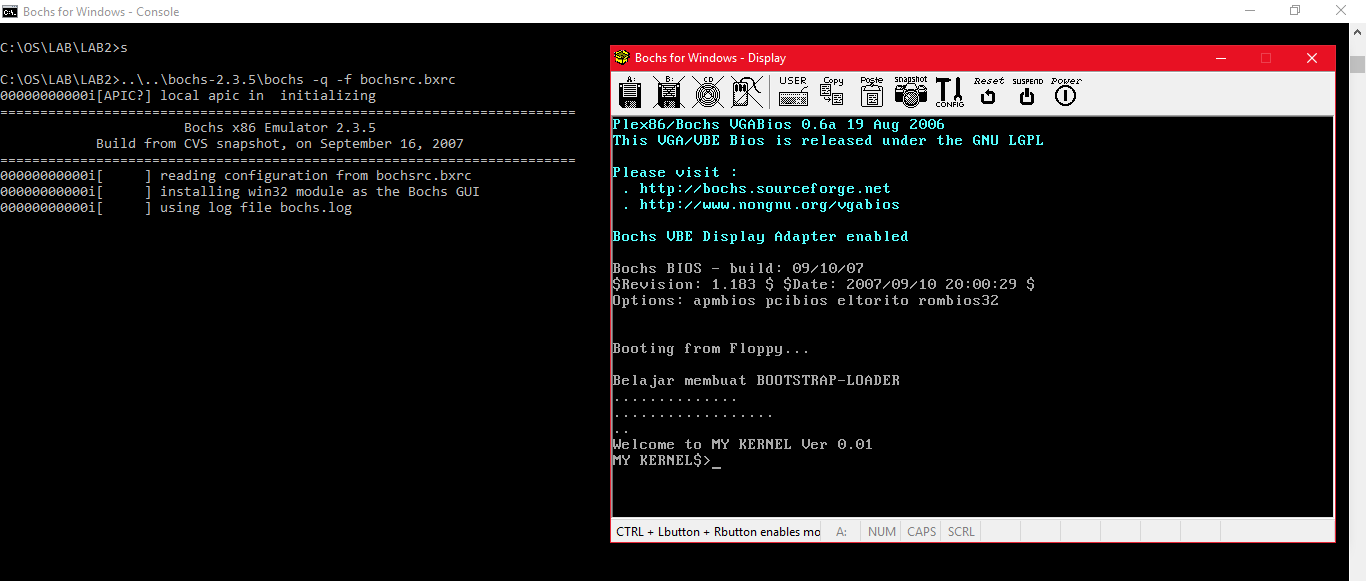 Bochs for Windows - Console
C:\OS\LAB\LAB2>s
C:\OS\LAB\LAB2>..\..\bochs-2.3.5\bochs -q -f bochsrc.bxrc
00000000000i[APIC?] local apic in  initializing
========================================================================
Bochs x86 Emulator 2.3.5
Build from CVS snapshot, on September 16, 2007
========================================================================
00000000000i[     ] reading configuration from bochsrc.bxrc
00000000000i[     ] installing win32 module as the Bochs GUI
00000000000i[     ] using log file bochs.log
Bochs for Windows - Display
A: B: CD USER Copy Paste snapshot CONFIG Reset SUSPEND Power
Plex86/Bochs VGABios 0.6a 19 Aug 2006
This VGA/VBE Bios is released under the GNU LGPL
Please visit :
. http://bochs.sourceforge.net
. http://www.nongnu.org/vgabios
Bochs VBE Display Adapter enabled
Bochs BIOS - build: 09/10/07
$Revision: 1.183 $ $Date: 2007/09/10 20:00:29 $
Options: apmbios pcibios eltorito rombios32
Booting from Floppy...
Belajar membuat BOOTSTRAP-LOADER
..............
..................
..
Welcome to MY KERNEL Ver 0.01
MY KERNEL$>_
CTRL + Lbutton + Rbutton enables mo A: NUM CAPS SCRL